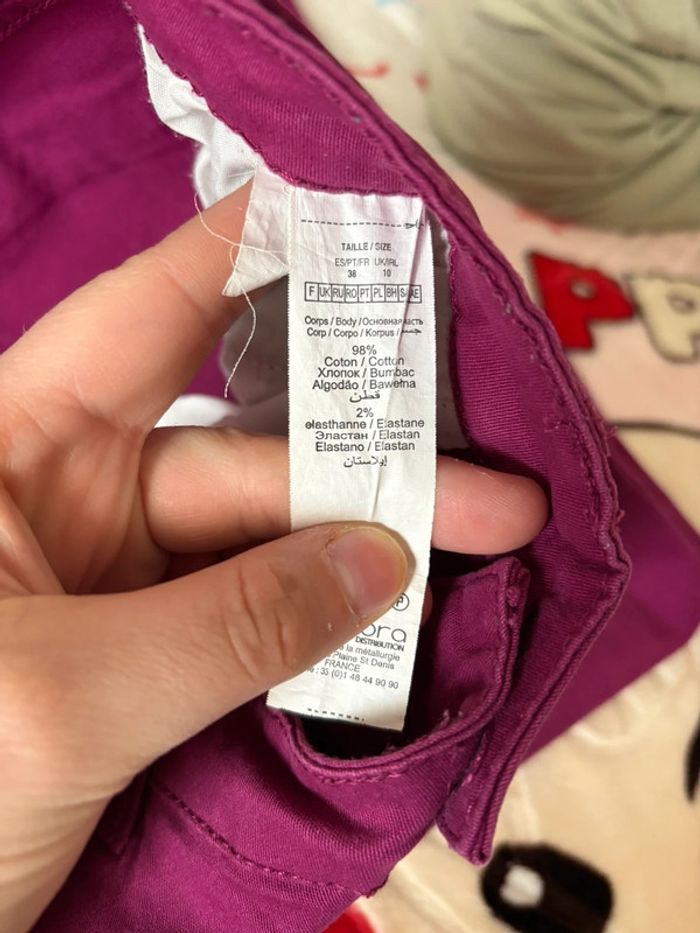 TAILLE / SIZE
ES/PT/FR UK/IRL
38 10
F UK RU RO PT PL BH SA AE
Corps / Body / Основная часть
Corp / Corpo / Korpus / جسم
98%
Coton / Cotton
Хлопок / Bumbac
Algodão / Bawełna
قطن
2%
elasthanne / Elastane
Эластан / Elastan
Elastano / Elastan
إيلاستان
DISTRIBUTION
la métallurgie
Plaine St Denis
FRANCE
: 33 (0)1 48 44 90 90